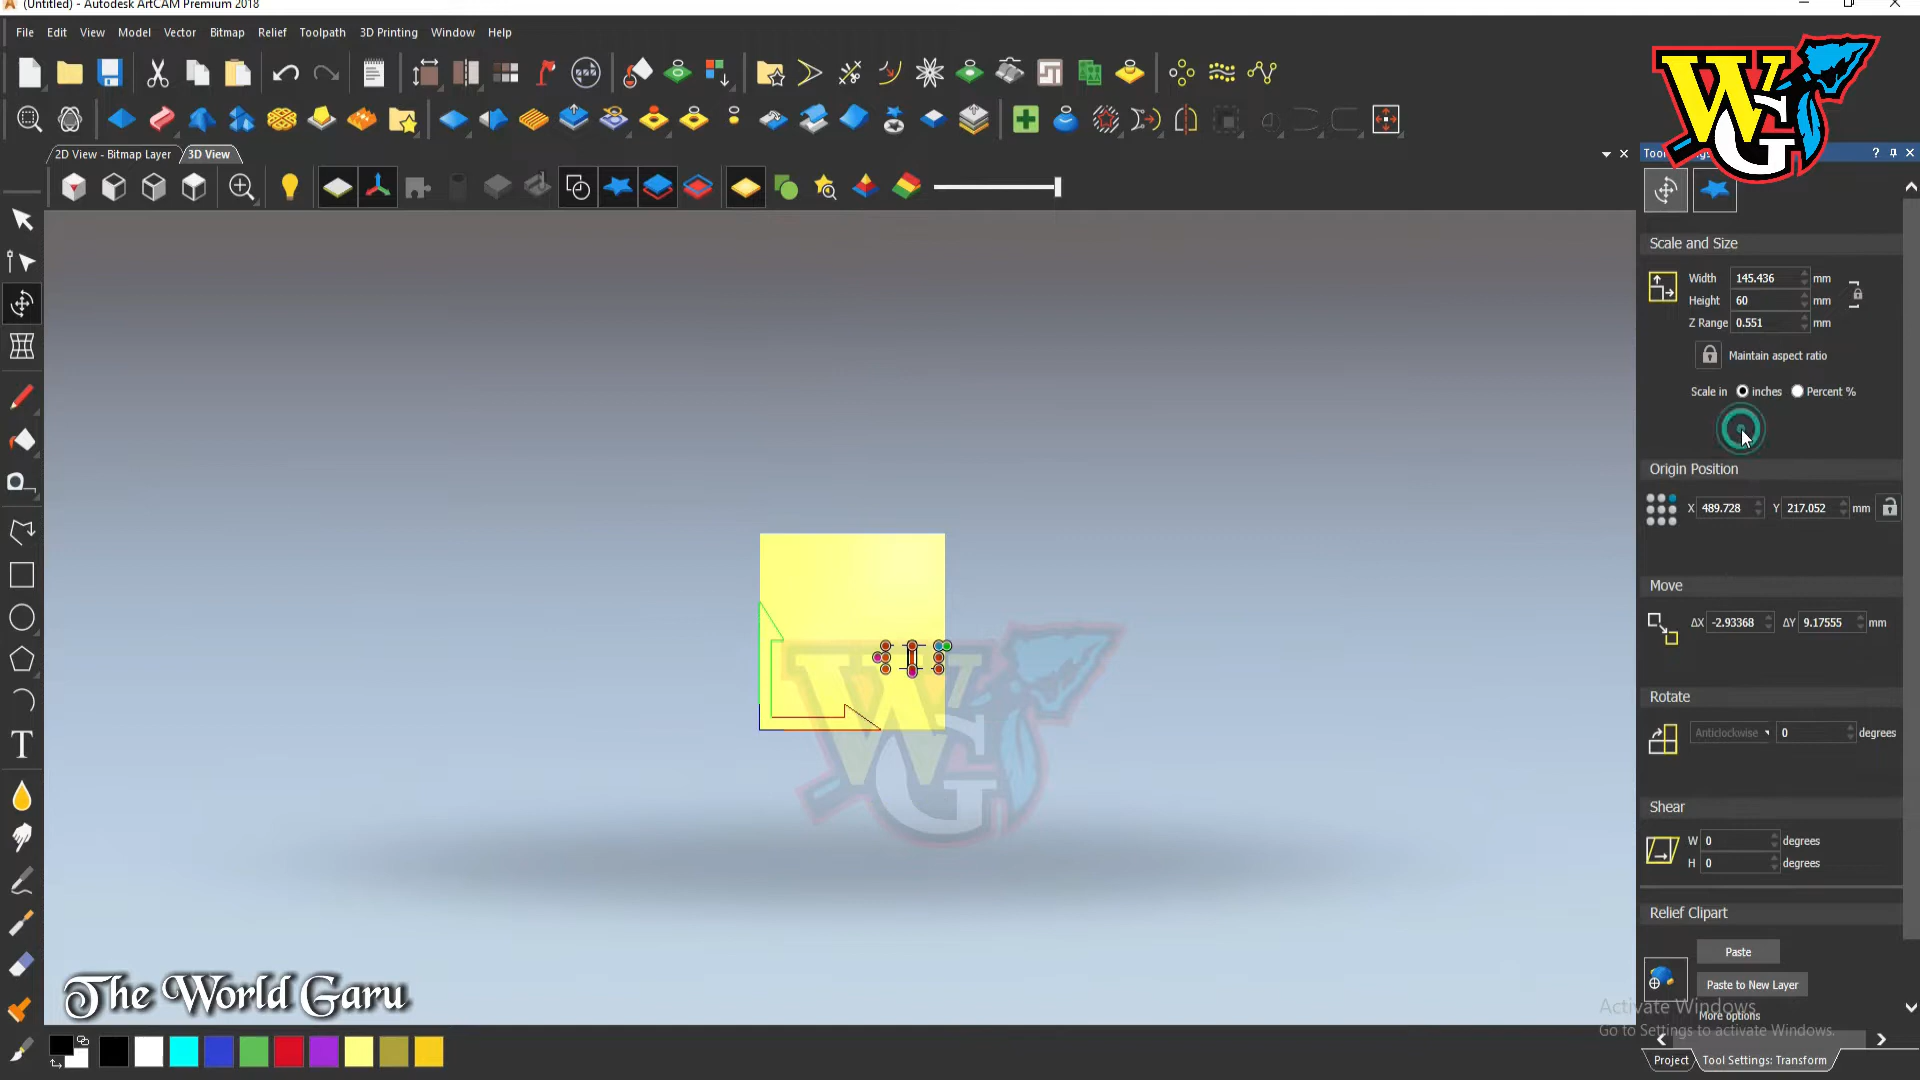 (Untitled) - Autodesk ArtCAM Premium 2018
File Edit View Model Vector Bitmap Relief Toolpath 3D Printing Window Help
2D View - Bitmap Layer 3D View
WG
Scale and Size
Width 145.436 mm
Height 60 mm
Z Range 0.551 mm
Maintain aspect ratio
Scale in inches Percent %
Origin Position
X 489.728 Y 217.052 mm
Move
ΔX -2.93368 ΔY 9.17555 mm
Rotate
Anticlockwise 0 degrees
Shear
W 0 degrees
H 0 degrees
Relief Clipart
Paste
Paste to New Layer
More options
WG
The World Garu
Activate Windows
Go to Settings to activate Windows.
Project Tool Settings: Transform